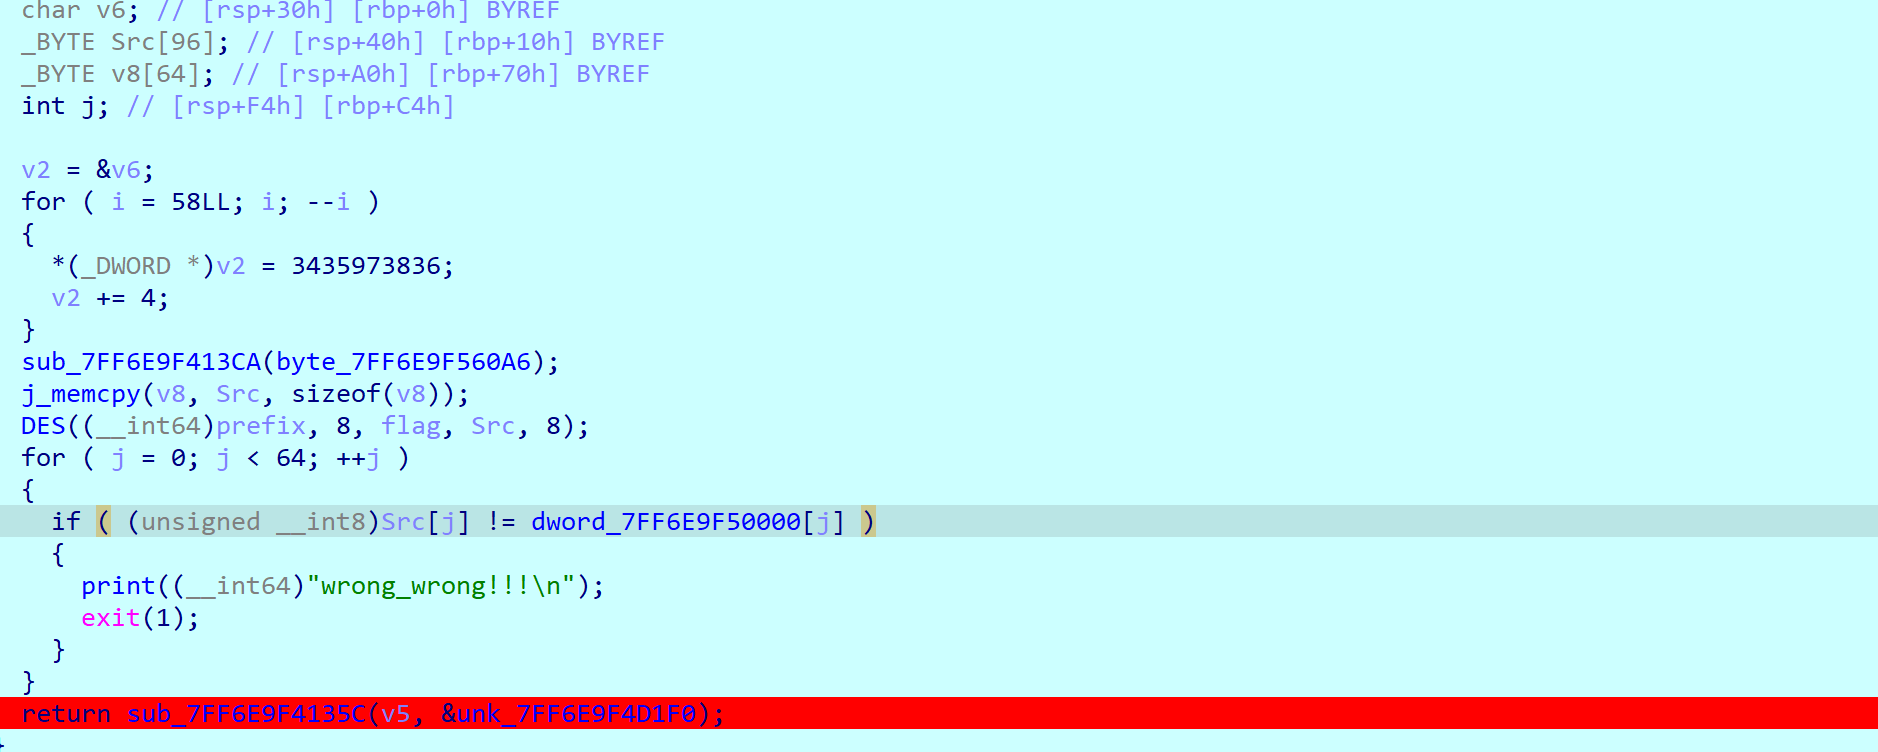 char v6; // [rsp+30h] [rbp+0h] BYREF
_BYTE Src[96]; // [rsp+40h] [rbp+10h] BYREF
_BYTE v8[64]; // [rsp+A0h] [rbp+70h] BYREF
int j; // [rsp+F4h] [rbp+C4h]
v2 = &v6;
for ( i = 58LL; i; --i )
{
*(_DWORD *)v2 = 3435973836;
v2 += 4;
}
sub_7FF6E9F413CA(byte_7FF6E9F560A6);
j_memcpy(v8, Src, sizeof(v8));
DES((__int64)prefix, 8, flag, Src, 8);
for ( j = 0; j < 64; ++j )
{
if ( (unsigned __int8)Src[j] != dword_7FF6E9F50000[j] )
{
print((__int64)"wrong_wrong!!!\n");
exit(1);
}
}
return sub_7FF6E9F4135C(v5, &unk_7FF6E9F4D1F0);
}